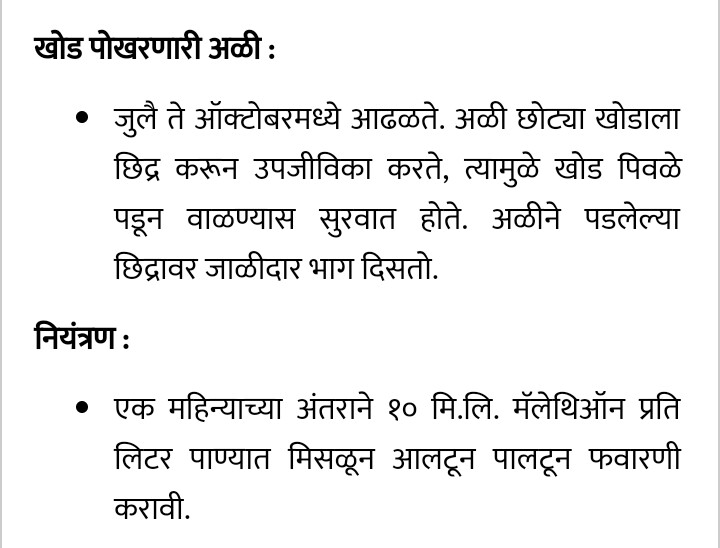 खोड पोखरणारी अळी :
• जुलै ते ऑक्टोबरमध्ये आढळते. अळी छोट्या खोडाला
छिद्र करून उपजीविका करते, त्यामुळे खोड पिवळे
पडून वाळण्यास सुरवात होते. अळीने पडलेल्या
छिद्रावर जाळीदार भाग दिसतो.
नियंत्रण :
• एक महिन्याच्या अंतराने १० मि.लि. मॅलेथिऑन प्रति
लिटर पाण्यात मिसळून आलटून पालटून फवारणी
करावी.